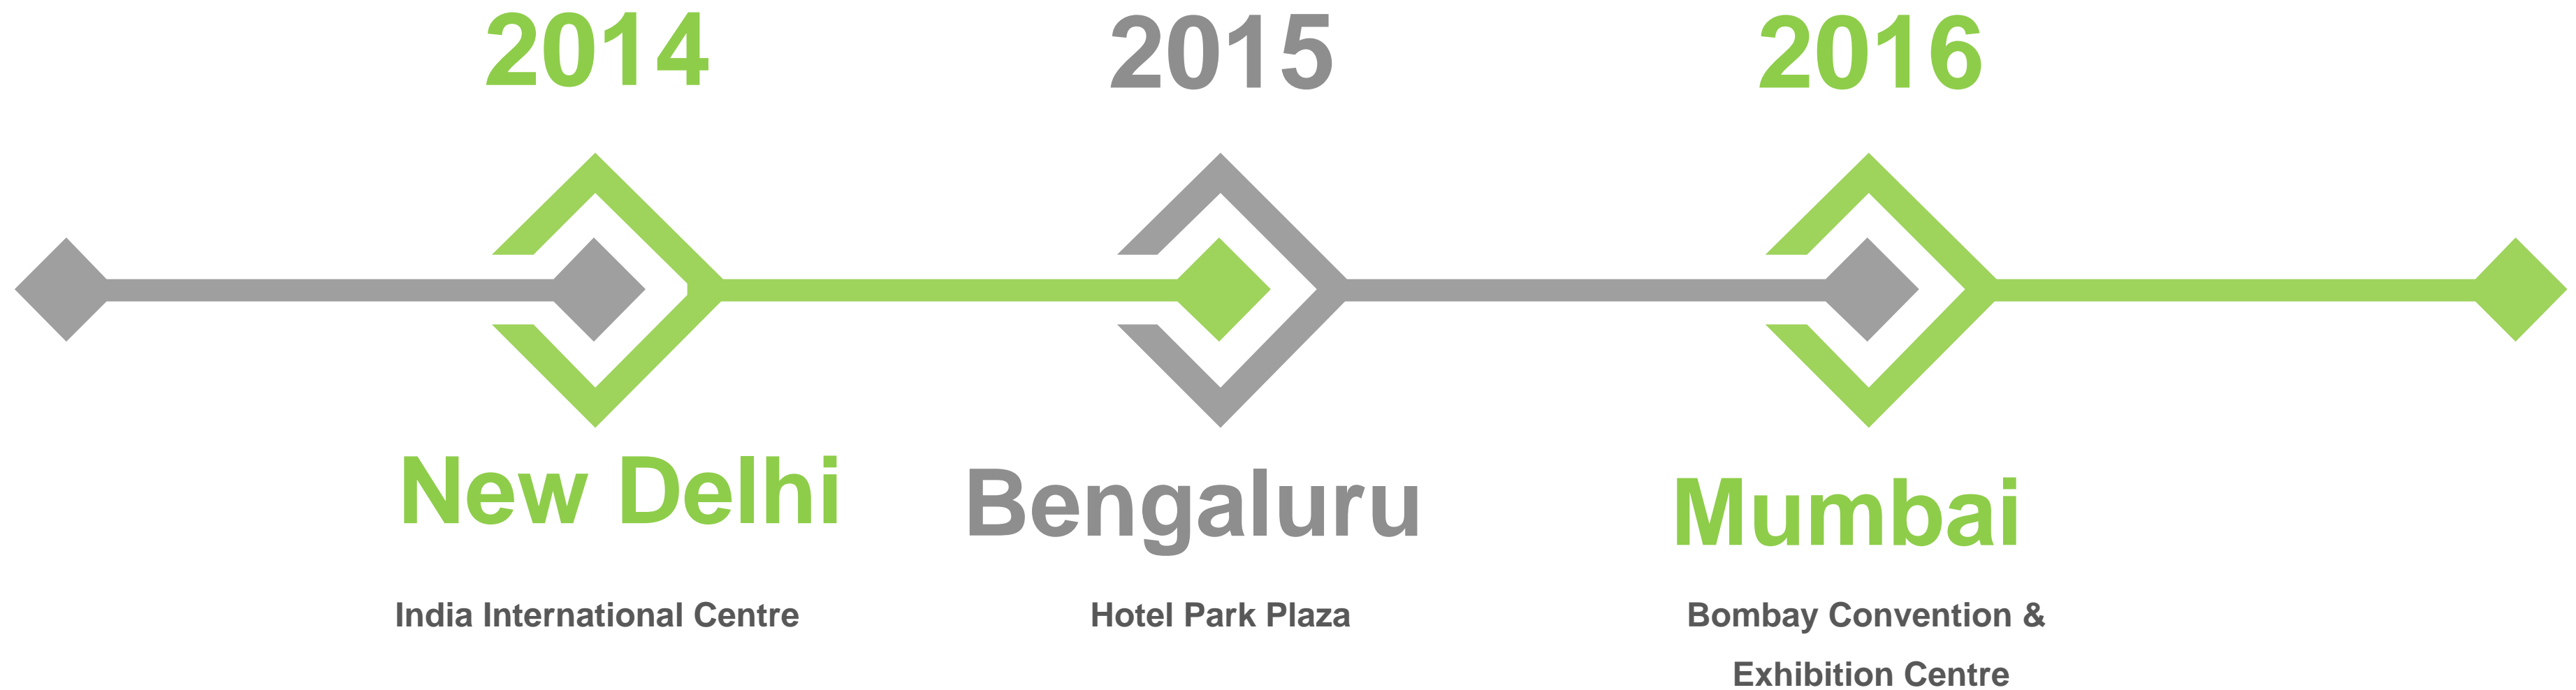 2014
2015
2016
New Delhi
Bengaluru
Mumbai
India International Centre
Hotel Park Plaza
Bombay Convention &
Exhibition Centre